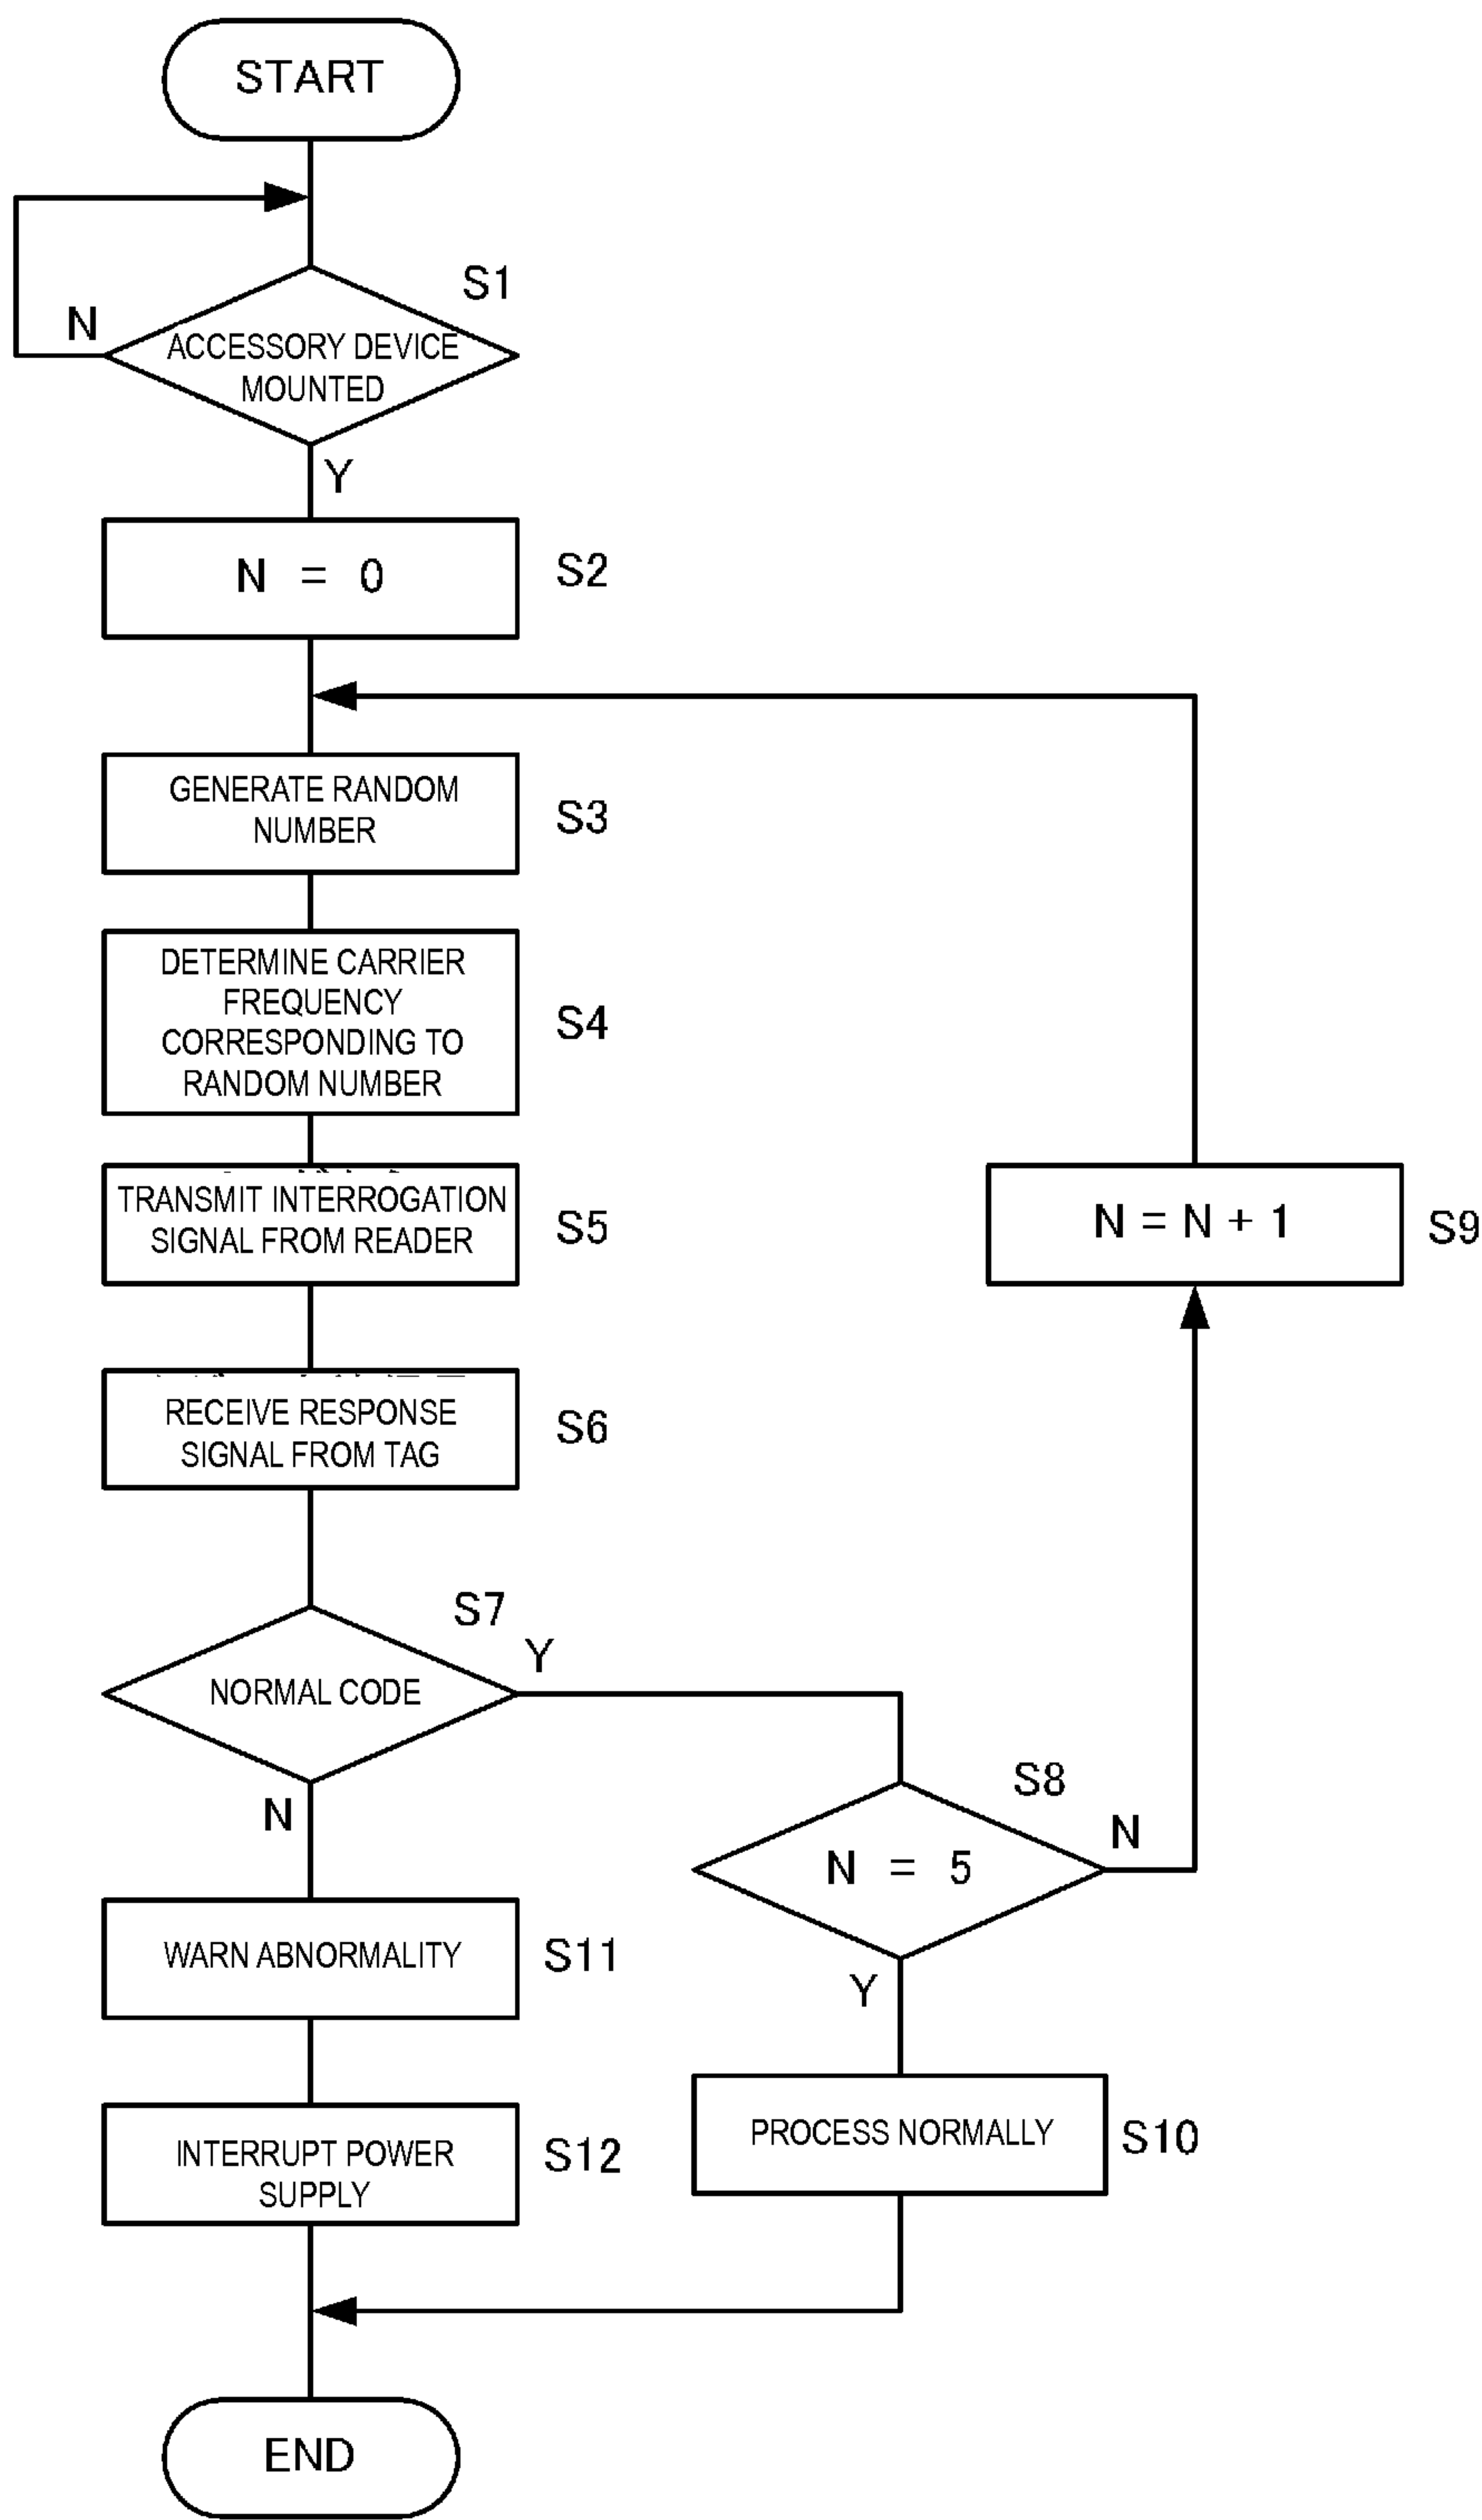 START
S1
N
ACCESSORY DEVICE
MOUNTED
Y
N = 0
S2
GENERATE RANDOM
NUMBER
S3
DETERMINE CARRIER
FREQUENCY
CORRESPONDING TO
RANDOM NUMBER
S4
TRANSMIT INTERROGATION
SIGNAL FROM READER
S5
N = N + 1
S9
RECEIVE RESPONSE
SIGNAL FROM TAG
S6
S7
Y
NORMAL CODE
N
S8
N
N = 5
Y
WARN ABNORMALITY
S11
PROCESS NORMALLY
S10
INTERRUPT POWER
SUPPLY
S12
END